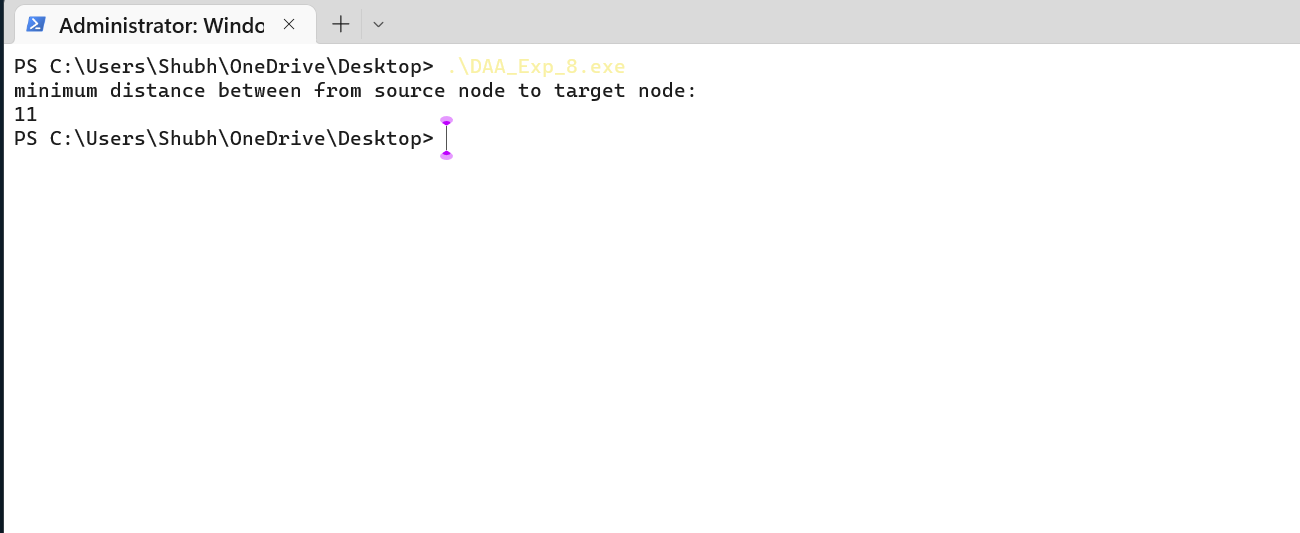 Administrator: Windo
PS C:\Users\Shubh\OneDrive\Desktop> .\DAA_Exp_8.exe
minimum distance between from source node to target node:
11
PS C:\Users\Shubh\OneDrive\Desktop>